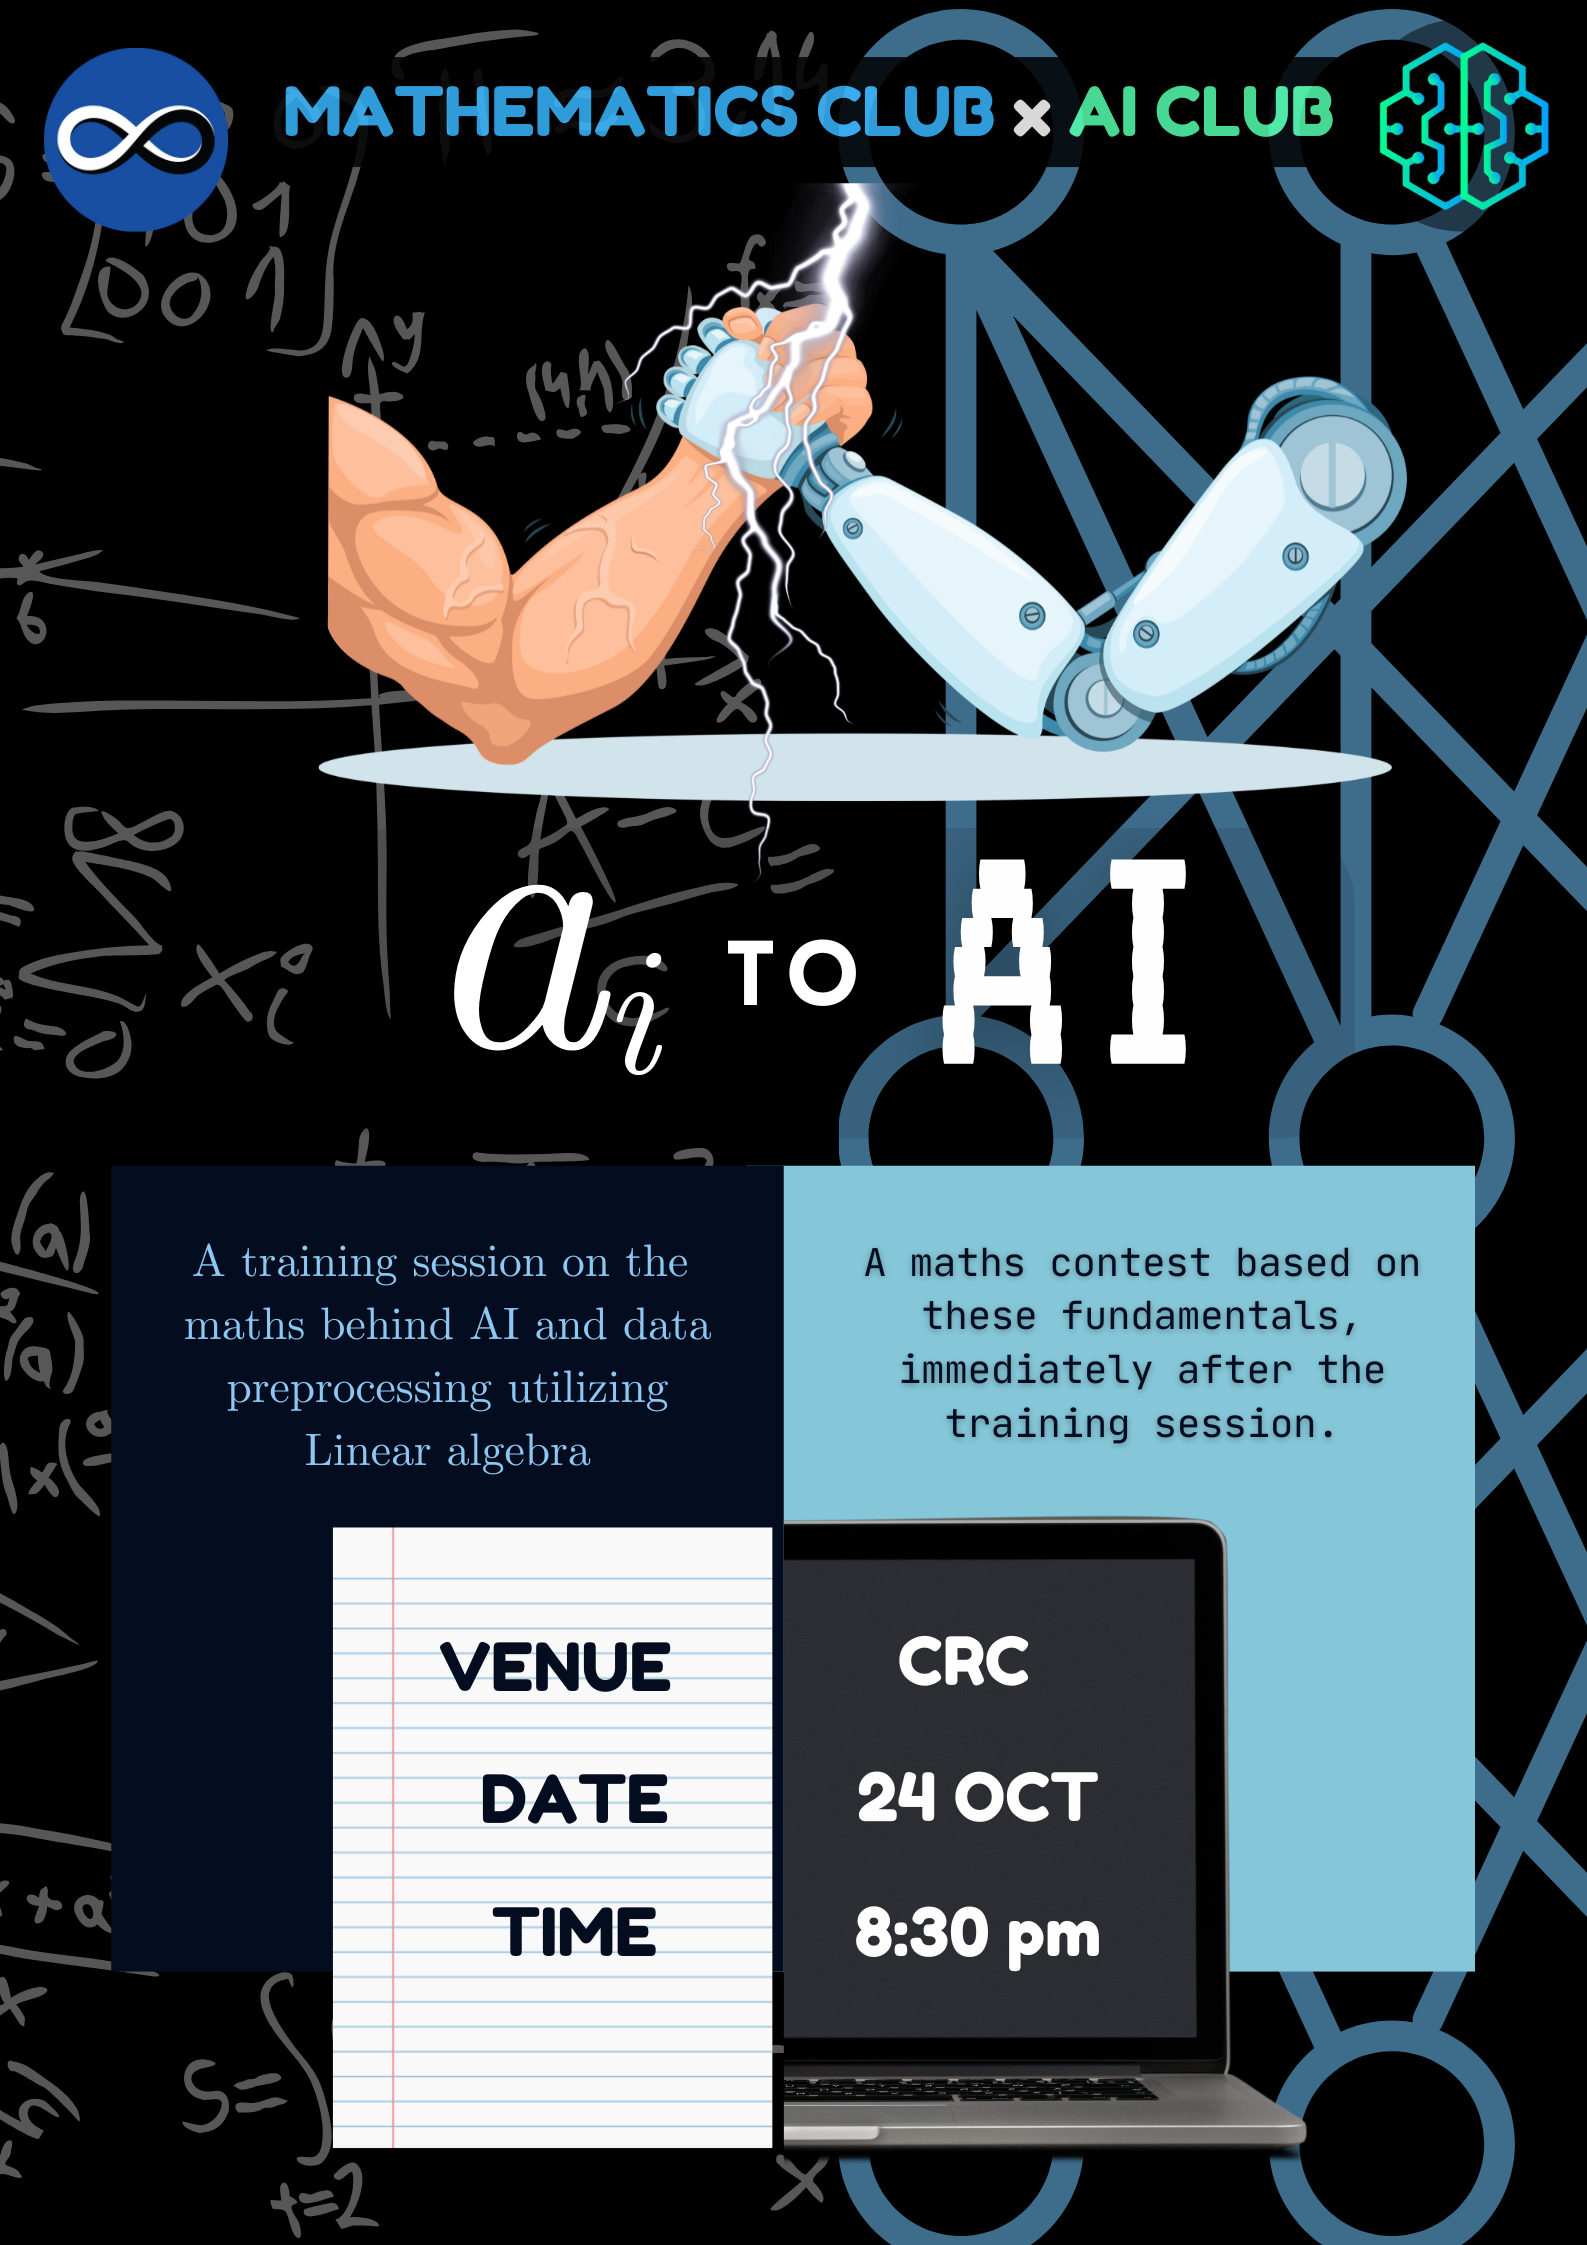 MATHEMATICS CLUB x AI CLUB
a_i TO AI
A training session on the
maths behind AI and data
preprocessing utilizing
Linear algebra
A maths contest based on
these fundamentals,
immediately after the
training session.
VENUE CRC
DATE 24 OCT
TIME 8:30 pm